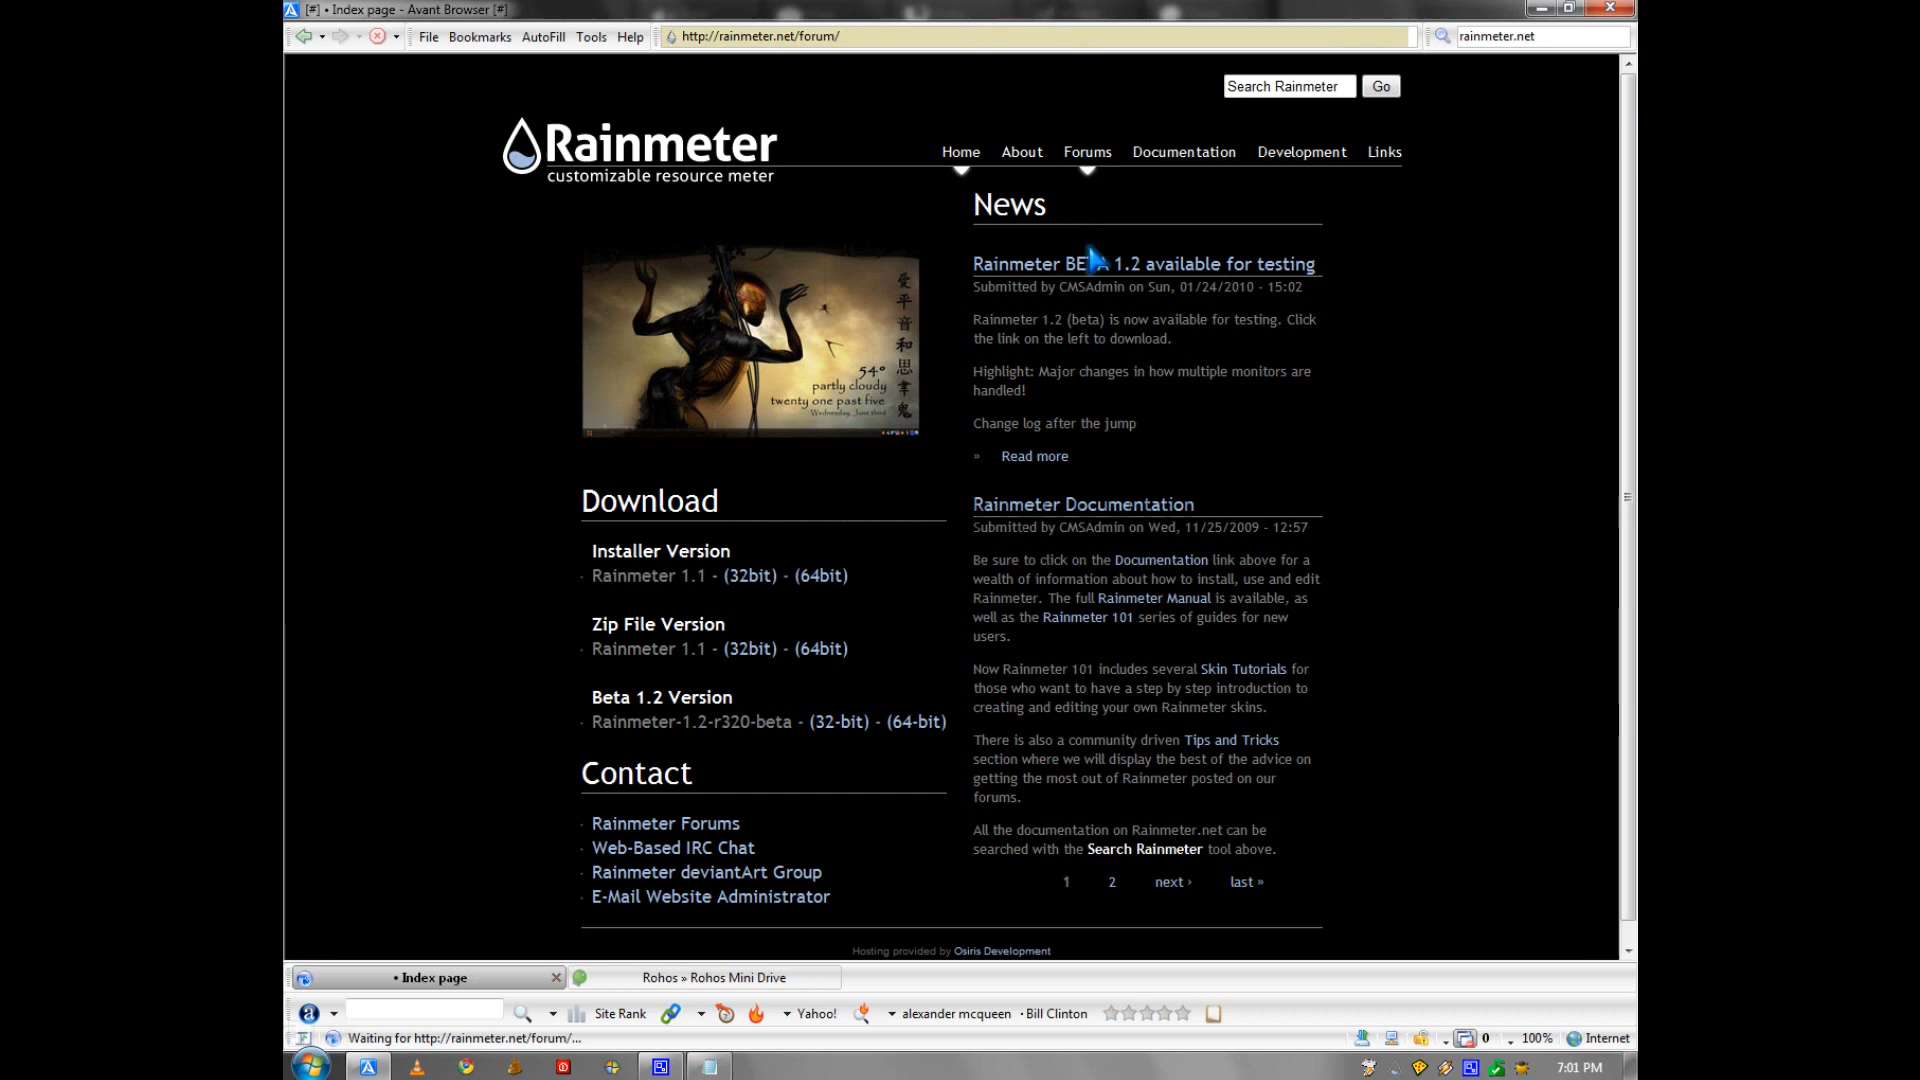 [#] • Index page - Avant Browser [#]
File Bookmarks AutoFill Tools Help
http://rainmeter.net/forum/
rainmeter.net
Search Rainmeter Go
Rainmeter
customizable resource meter
Home About Forums Documentation Development Links
News
Rainmeter BETA 1.2 available for testing
Submitted by CMSAdmin on Sun, 01/24/2010 - 15:02
Rainmeter 1.2 (beta) is now available for testing. Click
the link on the left to download.
Highlight: Major changes in how multiple monitors are
handled!
Change log after the jump
» Read more
Rainmeter Documentation
Submitted by CMSAdmin on Wed, 11/25/2009 - 12:57
Be sure to click on the Documentation link above for a
wealth of information about how to install, use and edit
Rainmeter. The full Rainmeter Manual is available, as
well as the Rainmeter 101 series of guides for new
users.
Now Rainmeter 101 includes several Skin Tutorials for
those who want to have a step by step introduction to
creating and editing your own Rainmeter skins.
There is also a community driven Tips and Tricks
section where we will display the best of the advice on
getting the most out of Rainmeter posted on our
forums.
All the documentation on Rainmeter.net can be
searched with the Search Rainmeter tool above.
1 2 next › last »
愛
平
音
和
思
54°
partly cloudy
twenty one past five
Wednesday, June third
鬼
Download
Installer Version
Rainmeter 1.1 - (32bit) - (64bit)
Zip File Version
Rainmeter 1.1 - (32bit) - (64bit)
Beta 1.2 Version
Rainmeter-1.2-r320-beta - (32-bit) - (64-bit)
Contact
Rainmeter Forums
Web-Based IRC Chat
Rainmeter deviantArt Group
E-Mail Website Administrator
Hosting provided by Osiris Development
• Index page
Rohos » Rohos Mini Drive
Site Rank
Yahoo!
alexander mcqueen · Bill Clinton
Waiting for http://rainmeter.net/forum/...
0
100%
Internet
7:01 PM